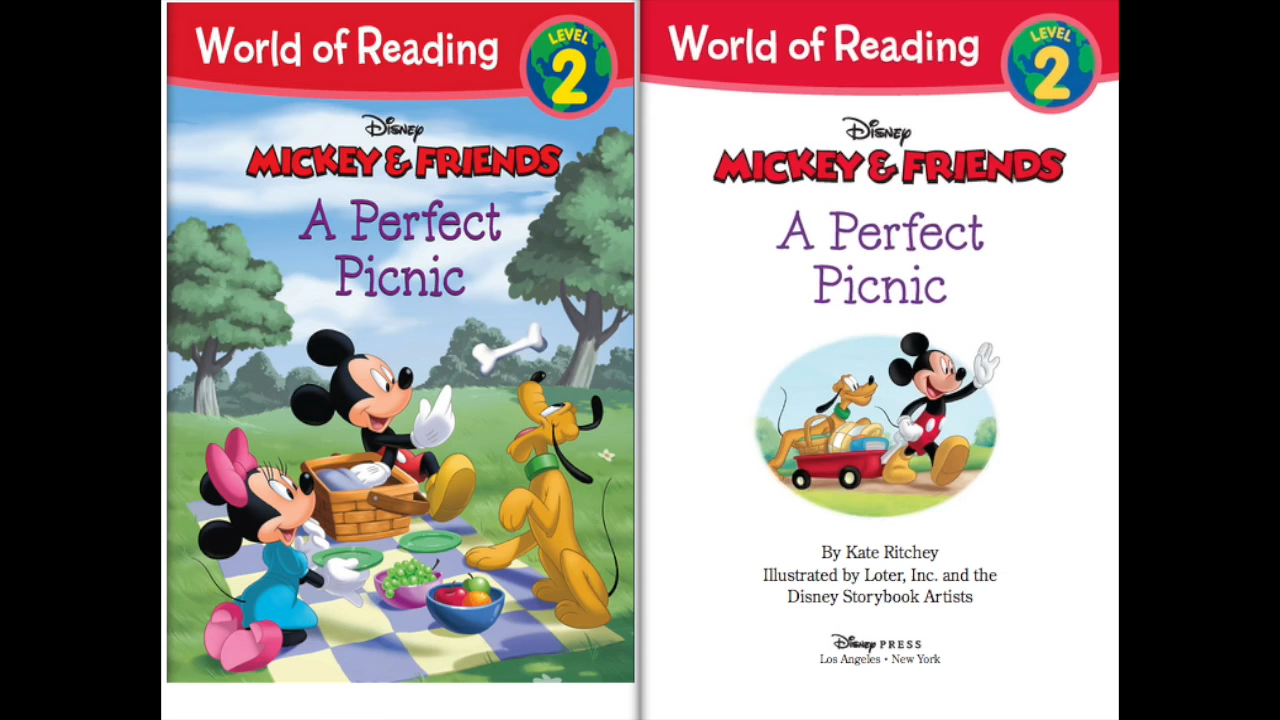 World of Reading
LEVEL
2
Disney
MICKEY & FRIENDS
A Perfect
Picnic
World of Reading
LEVEL
2
Disney
MICKEY & FRIENDS
A Perfect
Picnic
By Kate Ritchey
Illustrated by Loter, Inc. and the
Disney Storybook Artists
Disney PRESS
Los Angeles • New York